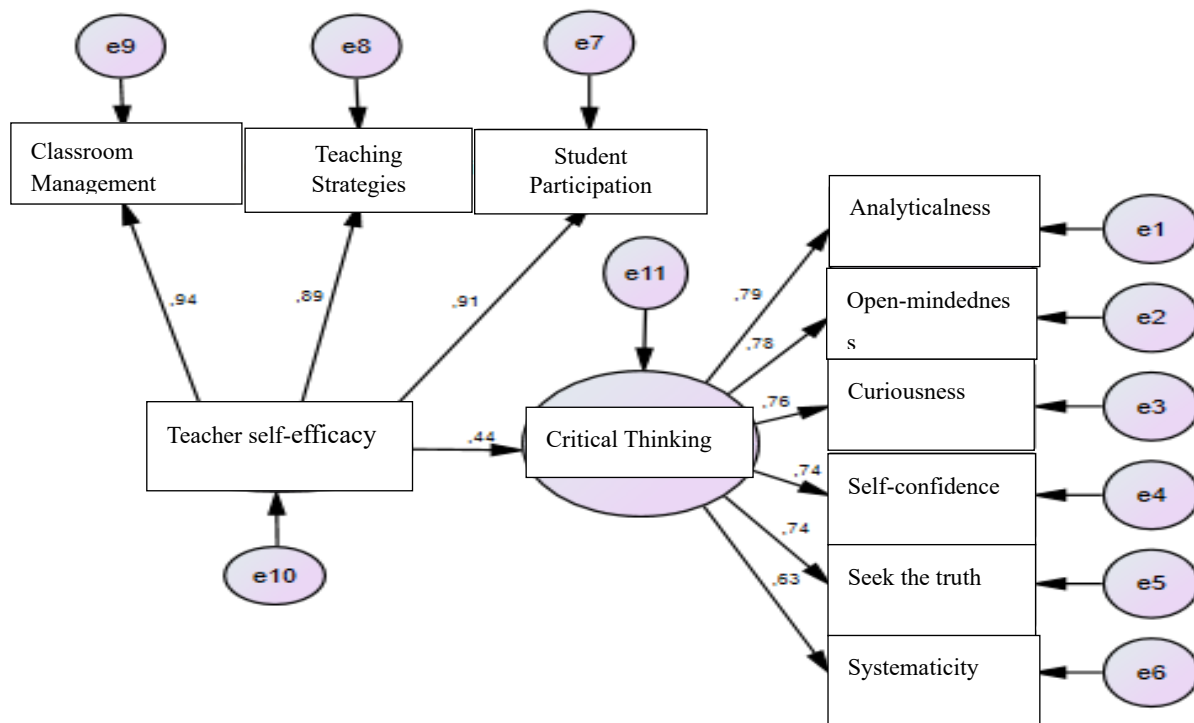 e9
e8
e7
Classroom
Management
Teaching
Strategies
Student
Participation
Analyticalness
e1
e11
.94
.89
.91
.79
Open-mindednes
s
e2
.78
Curiousness
e3
.76
Teacher self-efficacy
.44
Critical Thinking
.74
Self-confidence
e4
.74
e10
.63
Seek the truth
e5
Systematicity
e6